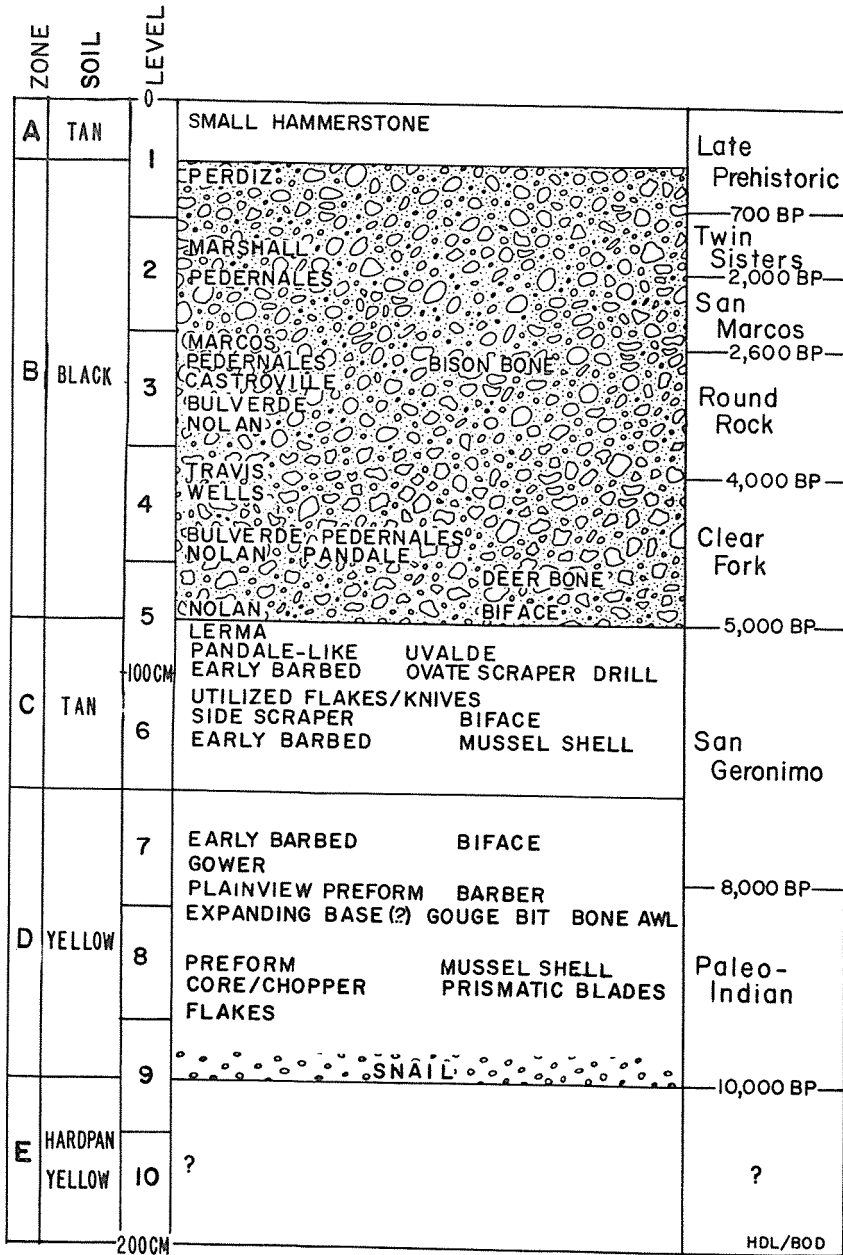 ZONE SOIL LEVEL
0
A TAN SMALL HAMMERSTONE
1 Late
PERDIZ Prehistoric
700 BP
MARSHALL Twin
2 Sisters
PEDERNALES 2,000 BP
San
MARCOS Marcos
PEDERNALES BISON BONE 2,600 BP
B BLACK 3 CASTROVILLE
BULVERDE Round
NOLAN Rock
TRAVIS 4,000 BP
WELLS
4
BULVERDE PEDERNALES Clear
NOLAN PANDALE Fork
DEER BONE
5 NOLAN BIFACE
5,000 BP
LERMA
PANDALE-LIKE UVALDE
100CM EARLY BARBED OVATE SCRAPER DRILL
C TAN UTILIZED FLAKES/KNIVES
SIDE SCRAPER BIFACE
6 EARLY BARBED MUSSEL SHELL San
Geronimo
7 EARLY BARBED BIFACE
GOWER
PLAINVIEW PREFORM BARBER 8,000 BP
EXPANDING BASE(?) GOUGE BIT BONE AWL
D YELLOW 8
PREFORM MUSSEL SHELL Paleo-
CORE/CHOPPER PRISMATIC BLADES Indian
FLAKES
9 SNAIL
10,000 BP
E HARDPAN
YELLOW 10 ? ?
200CM HDL/BOD